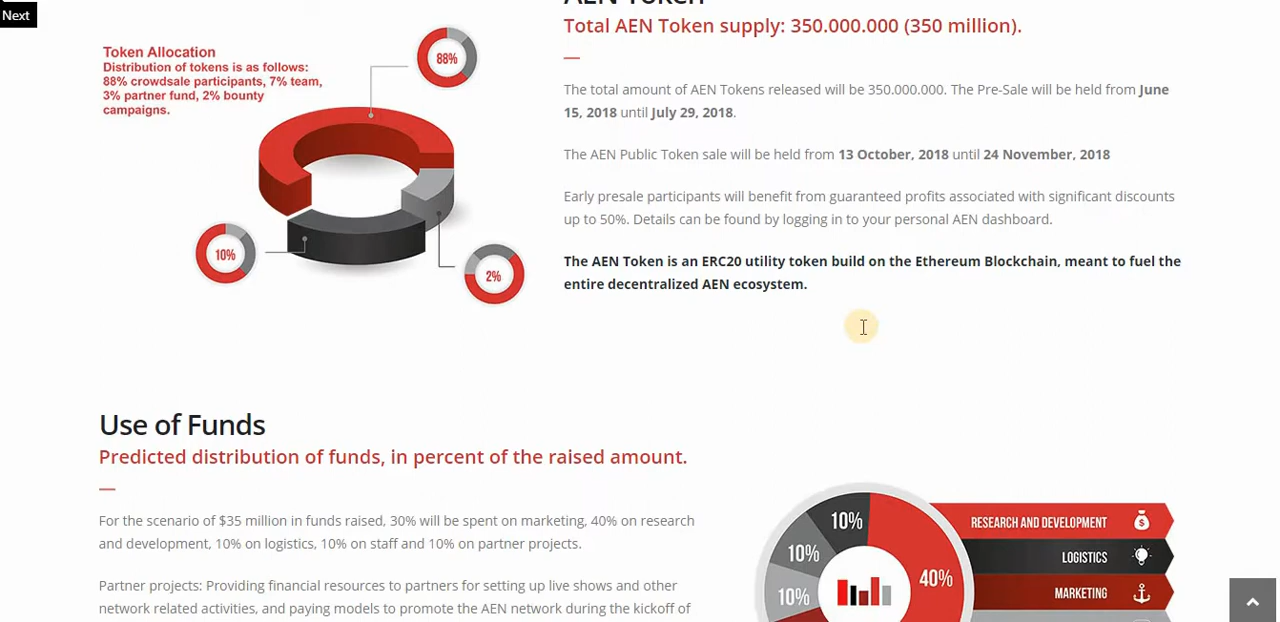 Next
AEN Token
Total AEN Token supply: 350.000.000 (350 million).
Token Allocation
Distribution of tokens is as follows:
88% crowdsale participants, 7% team,
3% partner fund, 2% bounty
campaigns.
88%
10%
2%
The total amount of AEN Tokens released will be 350.000.000. The Pre-Sale will be held from June
15, 2018 until July 29, 2018.
The AEN Public Token sale will be held from 13 October, 2018 until 24 November, 2018
Early presale participants will benefit from guaranteed profits associated with significant discounts
up to 50%. Details can be found by logging in to your personal AEN dashboard.
The AEN Token is an ERC20 utility token build on the Ethereum Blockchain, meant to fuel the
entire decentralized AEN ecosystem.
Use of Funds
Predicted distribution of funds, in percent of the raised amount.
For the scenario of $35 million in funds raised, 30% will be spent on marketing, 40% on research
and development, 10% on logistics, 10% on staff and 10% on partner projects.
Partner projects: Providing financial resources to partners for setting up live shows and other
network related activities, and paying models to promote the AEN network during the kickoff of
10%
10%
10%
40%
RESEARCH AND DEVELOPMENT
LOGISTICS
MARKETING